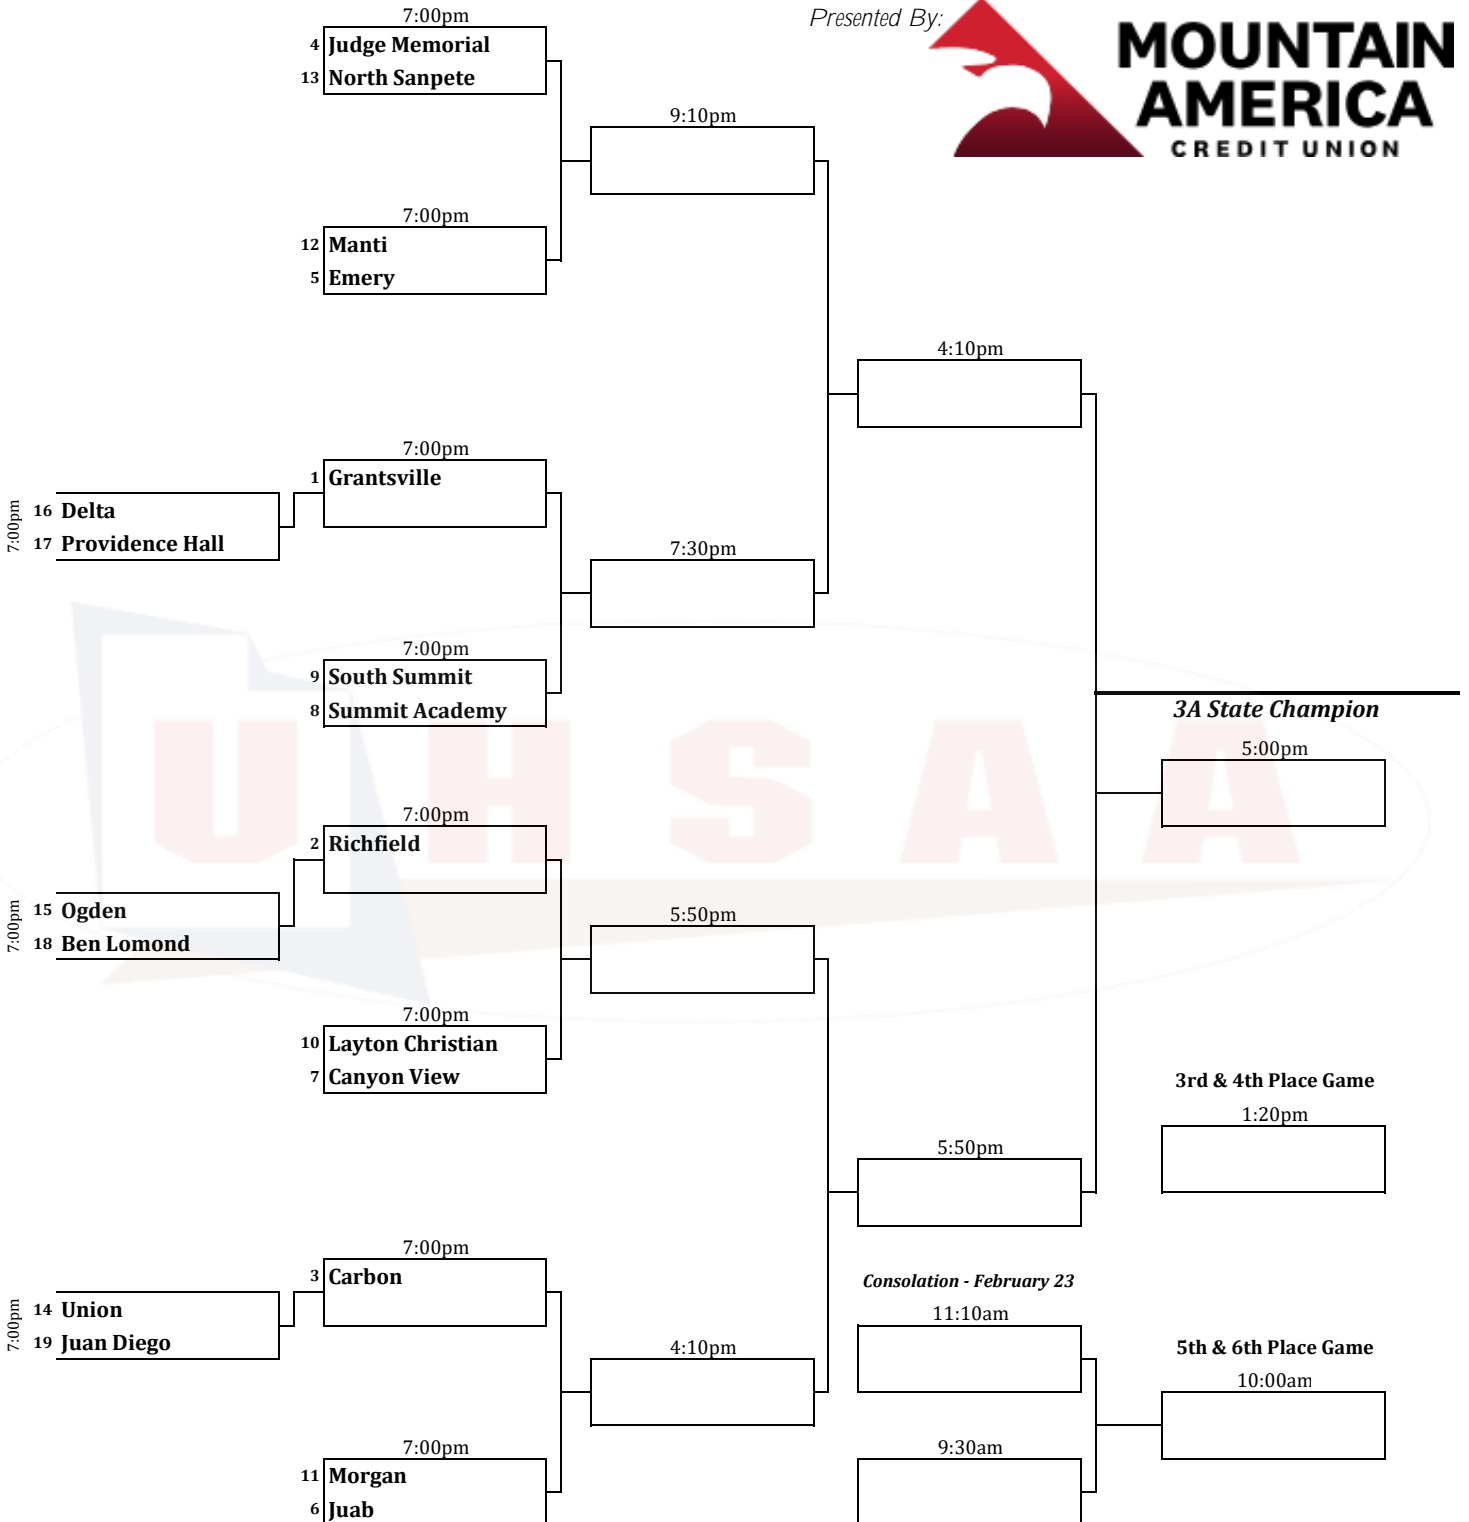 Presented By:
MOUNTAIN
AMERICA
CREDIT UNION
7:00pm
4 Judge Memorial
13 North Sanpete
9:10pm
7:00pm
12 Manti
5 Emery
4:10pm
7:00pm
1 Grantsville
7:00pm
16 Delta
17 Providence Hall
7:30pm
7:00pm
9 South Summit
8 Summit Academy
3A State Champion
5:00pm
UHSAA
7:00pm
2 Richfield
7:00pm
15 Ogden
18 Ben Lomond
5:50pm
7:00pm
10 Layton Christian
7 Canyon View
3rd & 4th Place Game
1:20pm
5:50pm
7:00pm
3 Carbon
Consolation - February 23
11:10am
7:00pm
14 Union
19 Juan Diego
4:10pm
5th & 6th Place Game
10:00am
7:00pm
11 Morgan
6 Juab
9:30am